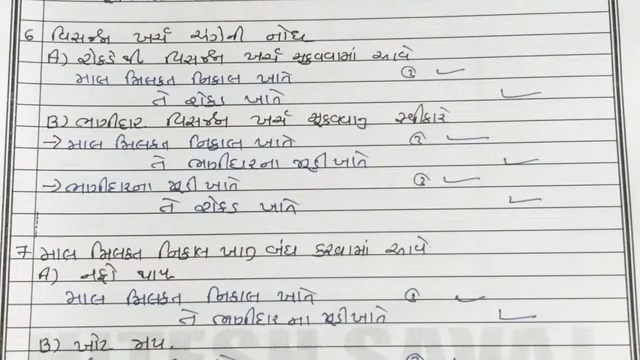 6 વિસર્જન ખર્ચ અંગેની નોંધ
A) રોકડેથી વિસર્જન ખર્ચ ચુકવવામાં આવે
માલ મિલકત નિકાલ ખાતે ઉ
તે રોકડ ખાતે
B) ભાગીદાર વિસર્જન ખર્ચ ચુકવવાનું સ્વીકારે
→ માલ મિલકત નિકાલ ખાતે ઉ
તે ભાગીદારના મૂડી ખાતે
→ ભાગીદારના મૂડી ખાતે ઉ
તે રોકડ ખાતે
7 માલ મિલકત નિકાલ ખાતુ બંધ કરવામાં આવે
A) નફો થાય
માલ મિલકત નિકાલ ખાતે ઉ
તે ભાગીદાર ના મૂડી ખાતે
B) ખોટ જાય.